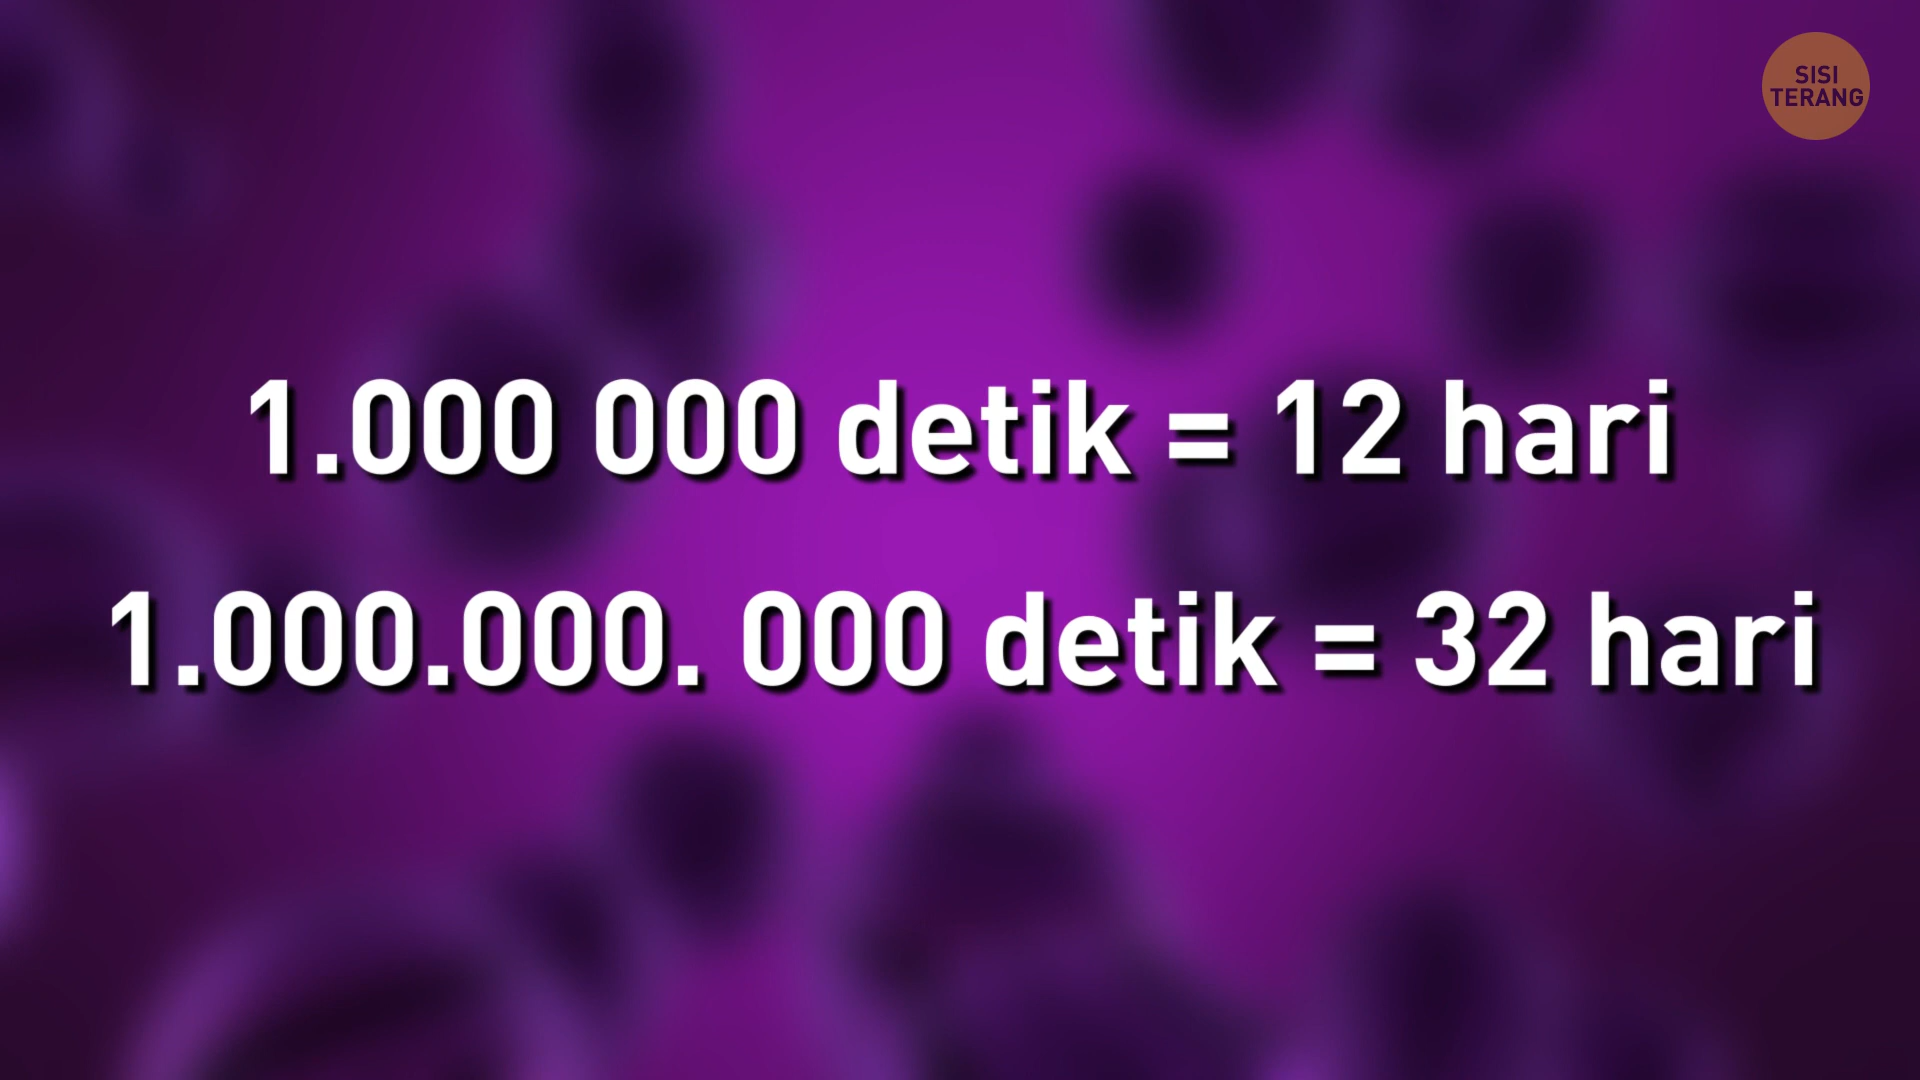 SISI
TERANG
1.000 000 detik = 12 hari
1.000.000. 000 detik = 32 hari